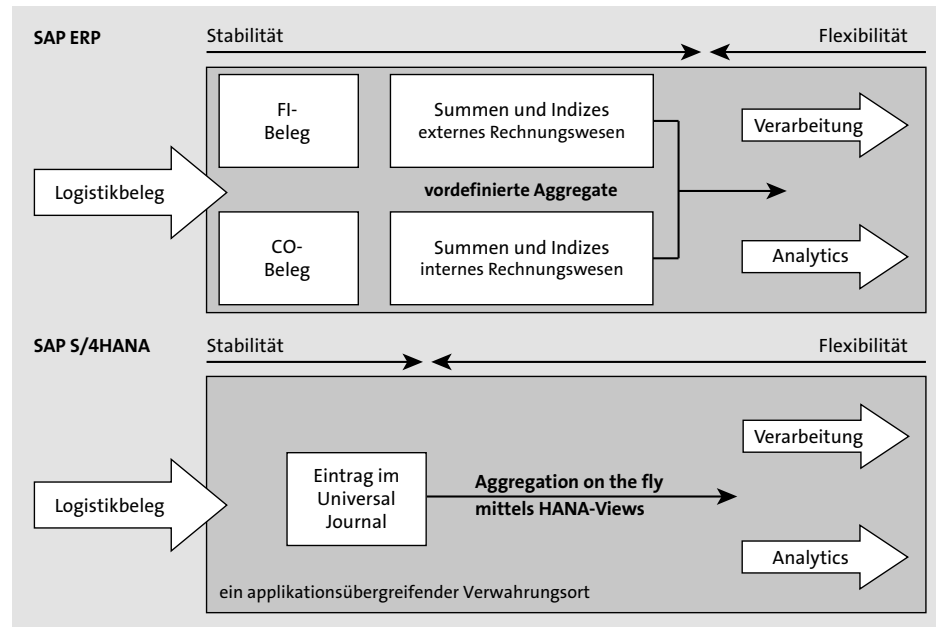 SAP ERP
Stabilität
Flexibilität
Logistikbeleg
FI-
Beleg
Summen und Indizes
externes Rechnungswesen
vordefinierte Aggregate
CO-
Beleg
Summen und Indizes
internes Rechnungswesen
Verarbeitung
Analytics
SAP S/4HANA
Stabilität
Flexibilität
Logistikbeleg
Eintrag im
Universal
Journal
Aggregation on the fly
mittels HANA-Views
Verarbeitung
Analytics
ein applikationsübergreifender Verwahrungsort